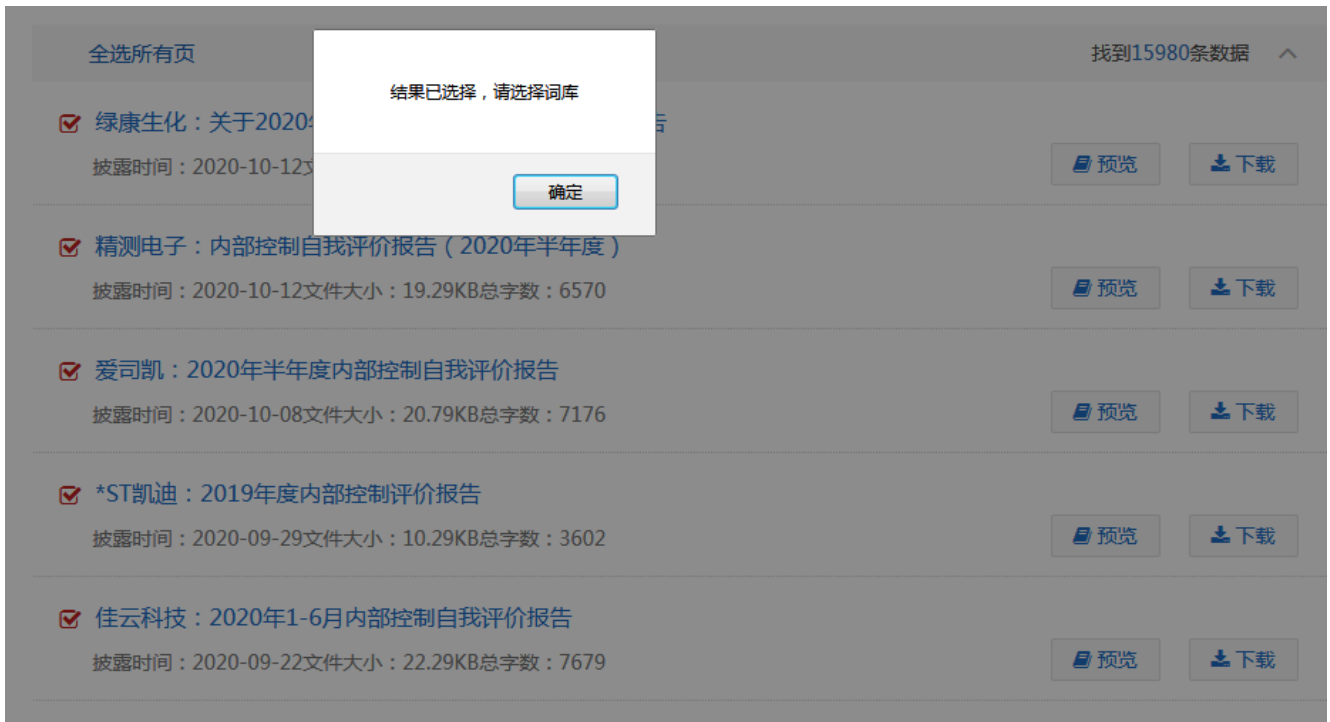 全选所有页
找到15980条数据
结果已选择，请选择词库
确定
绿康生化：关于2020
告
披露时间：2020-10-12
预览
下载
精测电子：内部控制自我评价报告（2020年半年度）
披露时间：2020-10-12文件大小：19.29KB总字数：6570
预览
下载
爱司凯：2020年半年度内部控制自我评价报告
披露时间：2020-10-08文件大小：20.79KB总字数：7176
预览
下载
*ST凯迪：2019年度内部控制评价报告
披露时间：2020-09-29文件大小：10.29KB总字数：3602
预览
下载
佳云科技：2020年1-6月内部控制自我评价报告
披露时间：2020-09-22文件大小：22.29KB总字数：7679
预览
下载